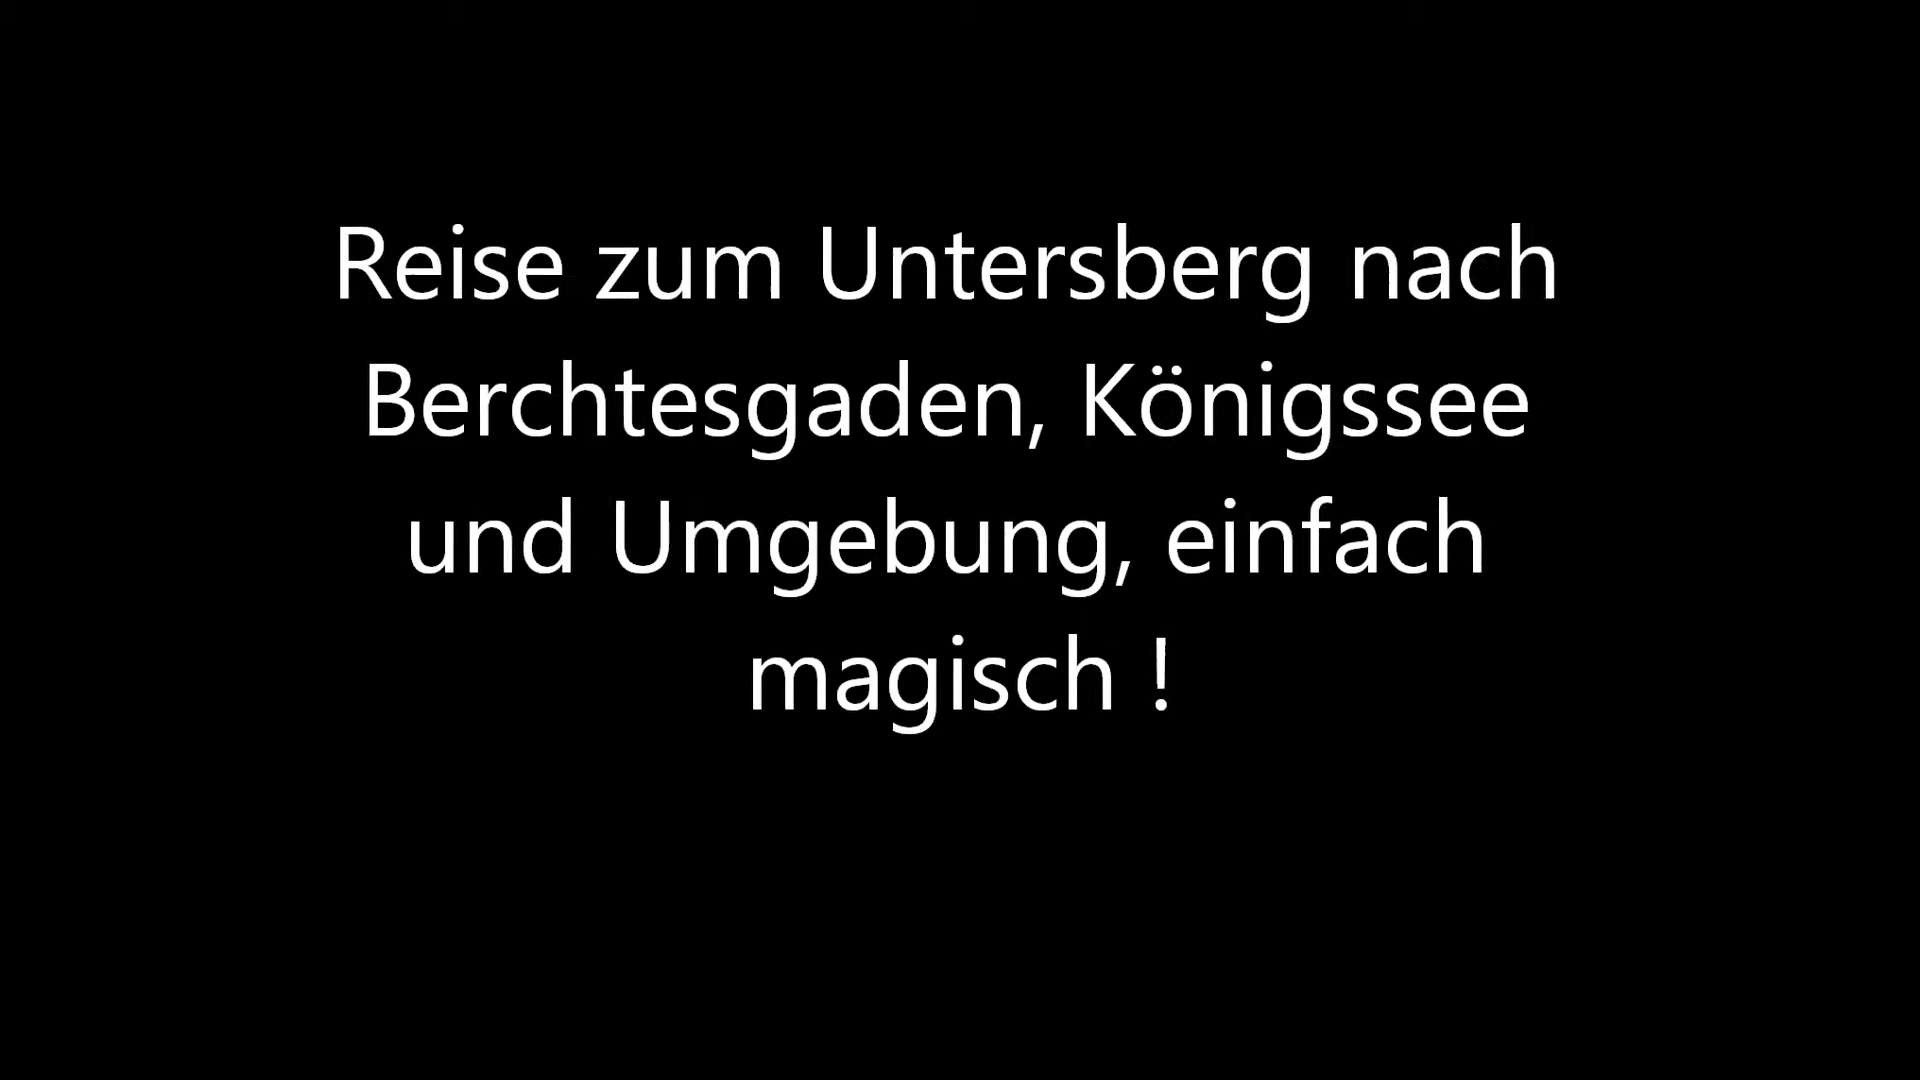 Reise zum Untersberg nach
Berchtesgaden, Königssee
und Umgebung, einfach
magisch !